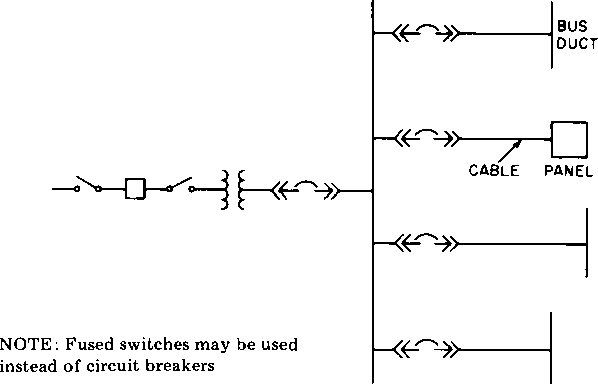 BUS
DUCT
CABLE
PANEL
NOTE: Fused switches may be used
instead of circuit breakers